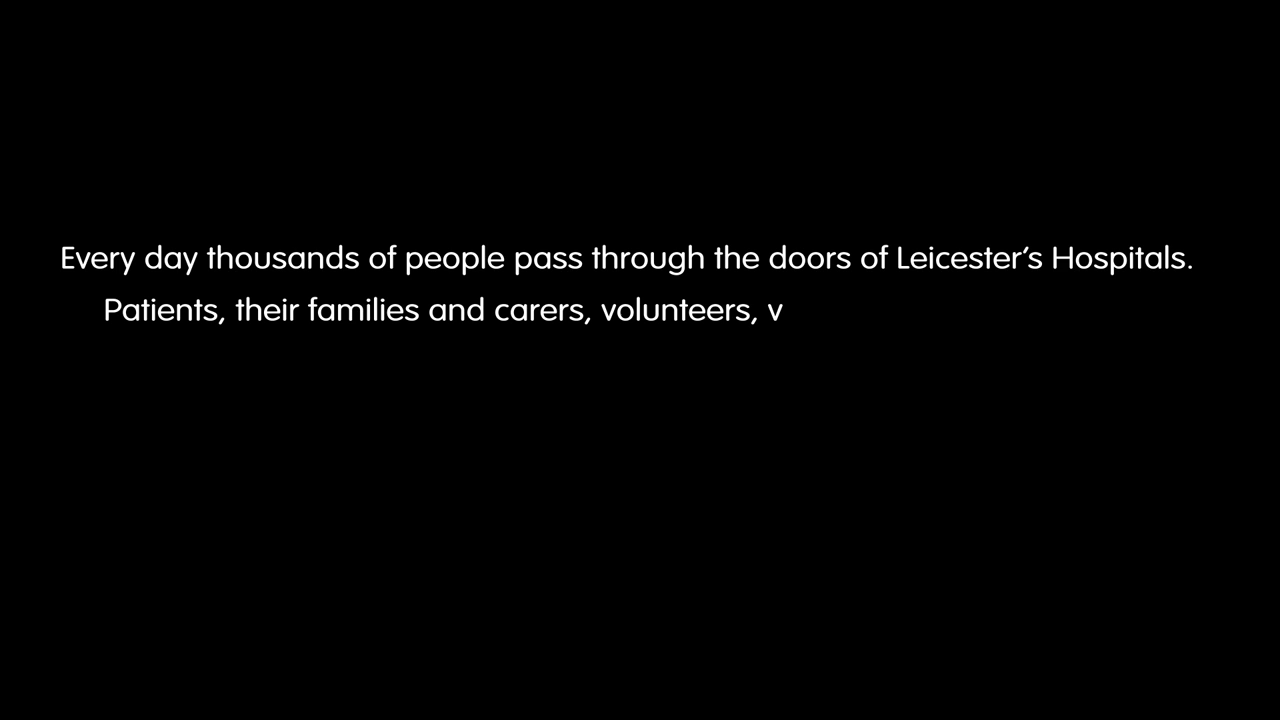 Every day thousands of people pass through the doors of Leicester’s Hospitals.
Patients, their families and carers, volunteers, v